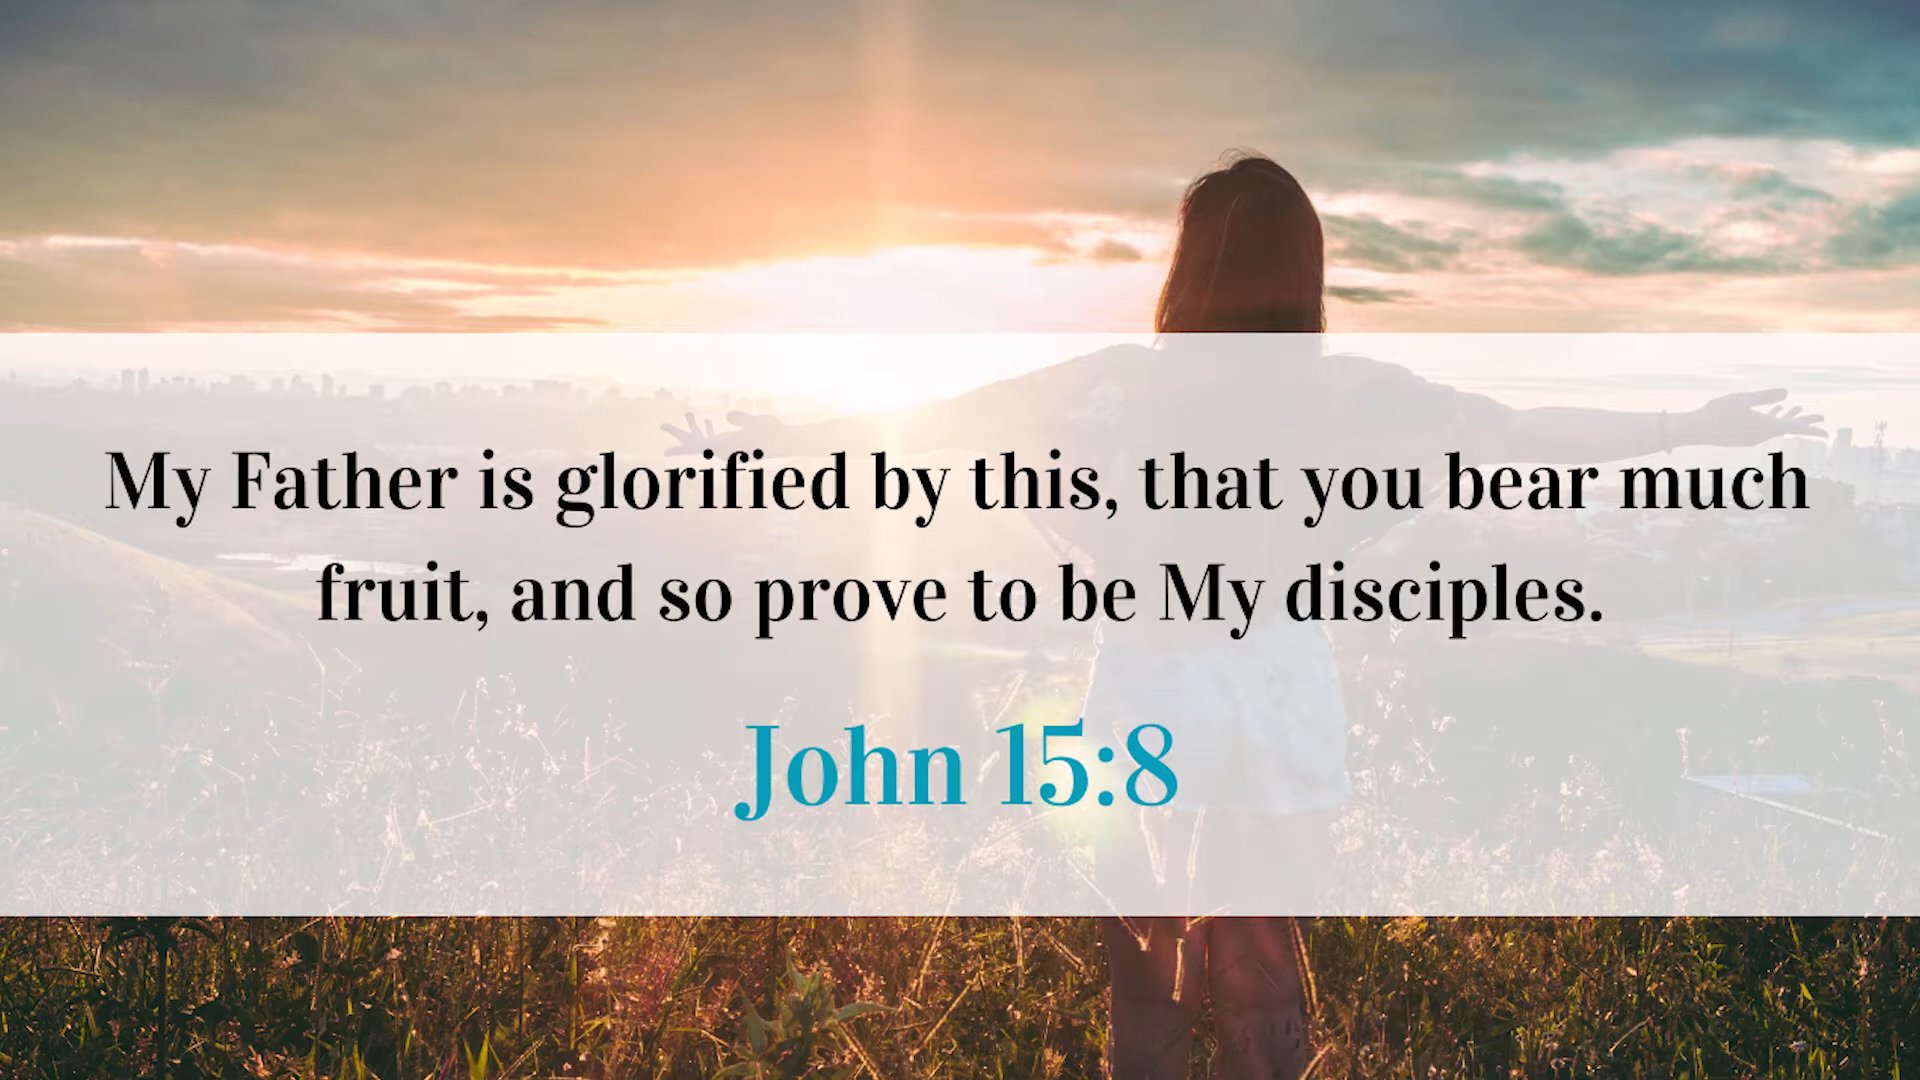 My Father is glorified by this, that you bear much
fruit, and so prove to be My disciples.
John 15:8